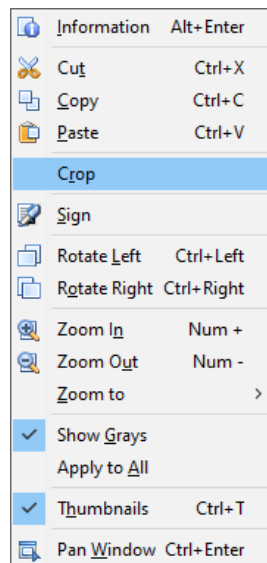 Information Alt+Enter
Cut Ctrl+X
Copy Ctrl+C
Paste Ctrl+V
Crop
Sign
Rotate Left Ctrl+Left
Rotate Right Ctrl+Right
Zoom In Num +
Zoom Out Num -
Zoom to >
Show Grays
Apply to All
Thumbnails Ctrl+T
Pan Window Ctrl+Enter